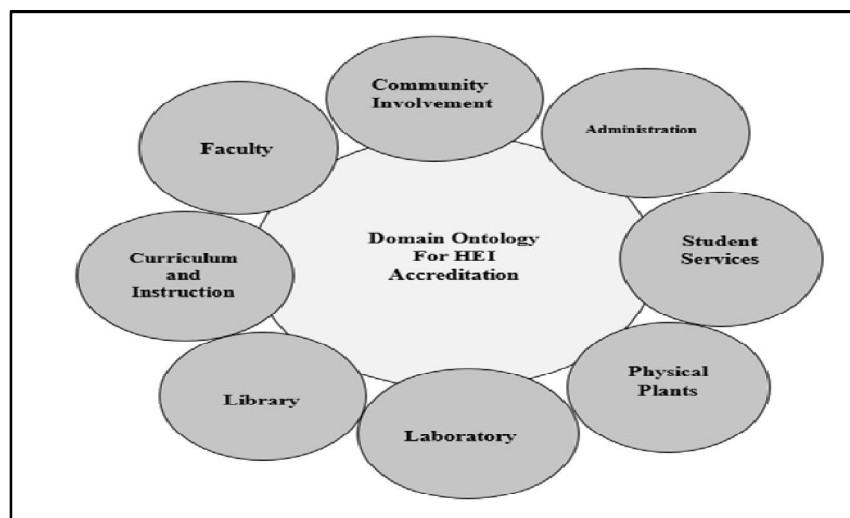 Community
Involvement
Administration
Faculty
Domain Ontology
For HEI
Accreditation
Student
Services
Curriculum
and
Instruction
Physical
Plants
Library
Laboratory